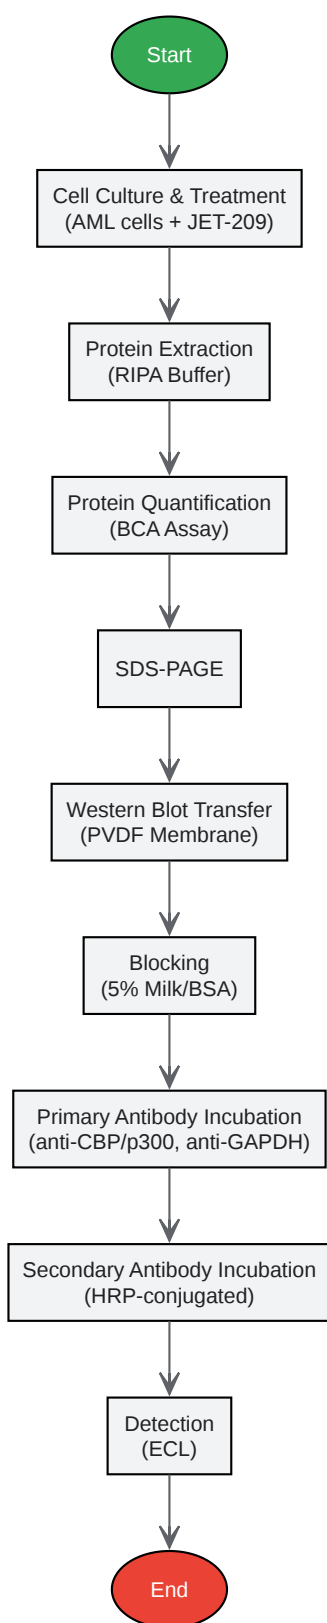 Start
Cell Culture & Treatment
(AML cells + JET-209)
Protein Extraction
(RIPA Buffer)
Protein Quantification
(BCA Assay)
SDS-PAGE
Western Blot Transfer
(PVDF Membrane)
Blocking
(5% Milk/BSA)
Primary Antibody Incubation
(anti-CBP/p300, anti-GAPDH)
Secondary Antibody Incubation
(HRP-conjugated)
Detection
(ECL)
End